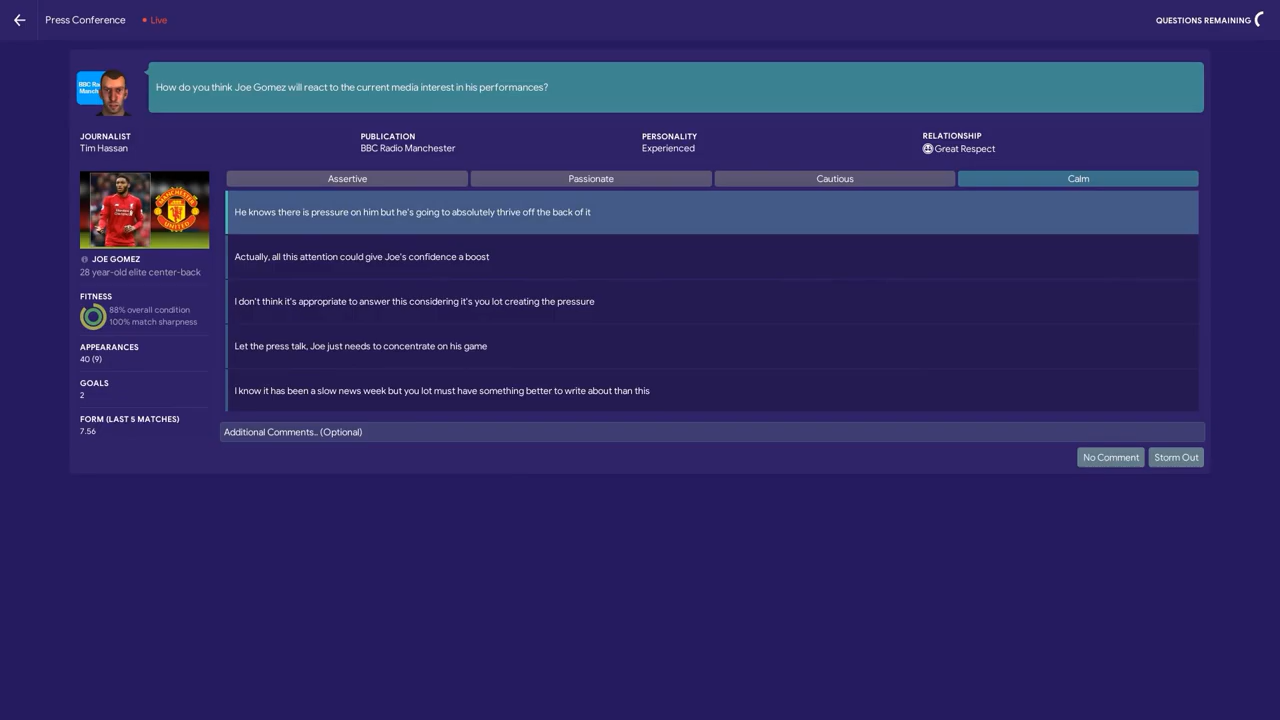 Press Conference
Live
QUESTIONS REMAINING
BBC Ra
Munch
How do you think Joe Gomez will react to the current media interest in his performances?
JOURNALIST
Tim Hassan
PUBLICATION
BBC Radio Manchester
PERSONALITY
Experienced
RELATIONSHIP
Great Respect
Assertive
Passionate
Cautious
Calm
MANCHESTER
UNITED
He knows there is pressure on him but he's going to absolutely thrive off the back of it
Actually, all this attention could give Joe's confidence a boost
I don't think it's appropriate to answer this considering it's you lot creating the pressure
Let the press talk, Joe just needs to concentrate on his game
I know it has been a slow news week but you lot must have something better to write about than this
JOE GOMEZ
28 year-old elite center-back
FITNESS
88% overall condition
100% match sharpness
APPEARANCES
40 (9)
GOALS
2
FORM (LAST 5 MATCHES)
7.56
Additional Comments.. (Optional)
No Comment
Storm Out